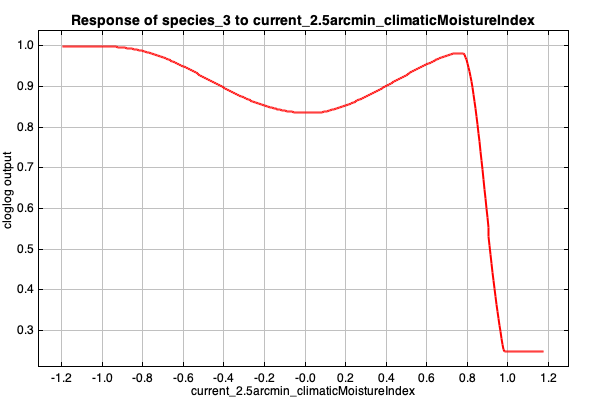 Response of species_3 to current_2.5arcmin_climaticMoistureIndex
1.0
0.9
0.8
0.7
0.6
0.5
0.4
0.3
cloglog output
-1.2 -1.0 -0.8 -0.6 -0.4 -0.2 -0.0 0.2 0.4 0.6 0.8 1.0 1.2
current_2.5arcmin_climaticMoistureIndex